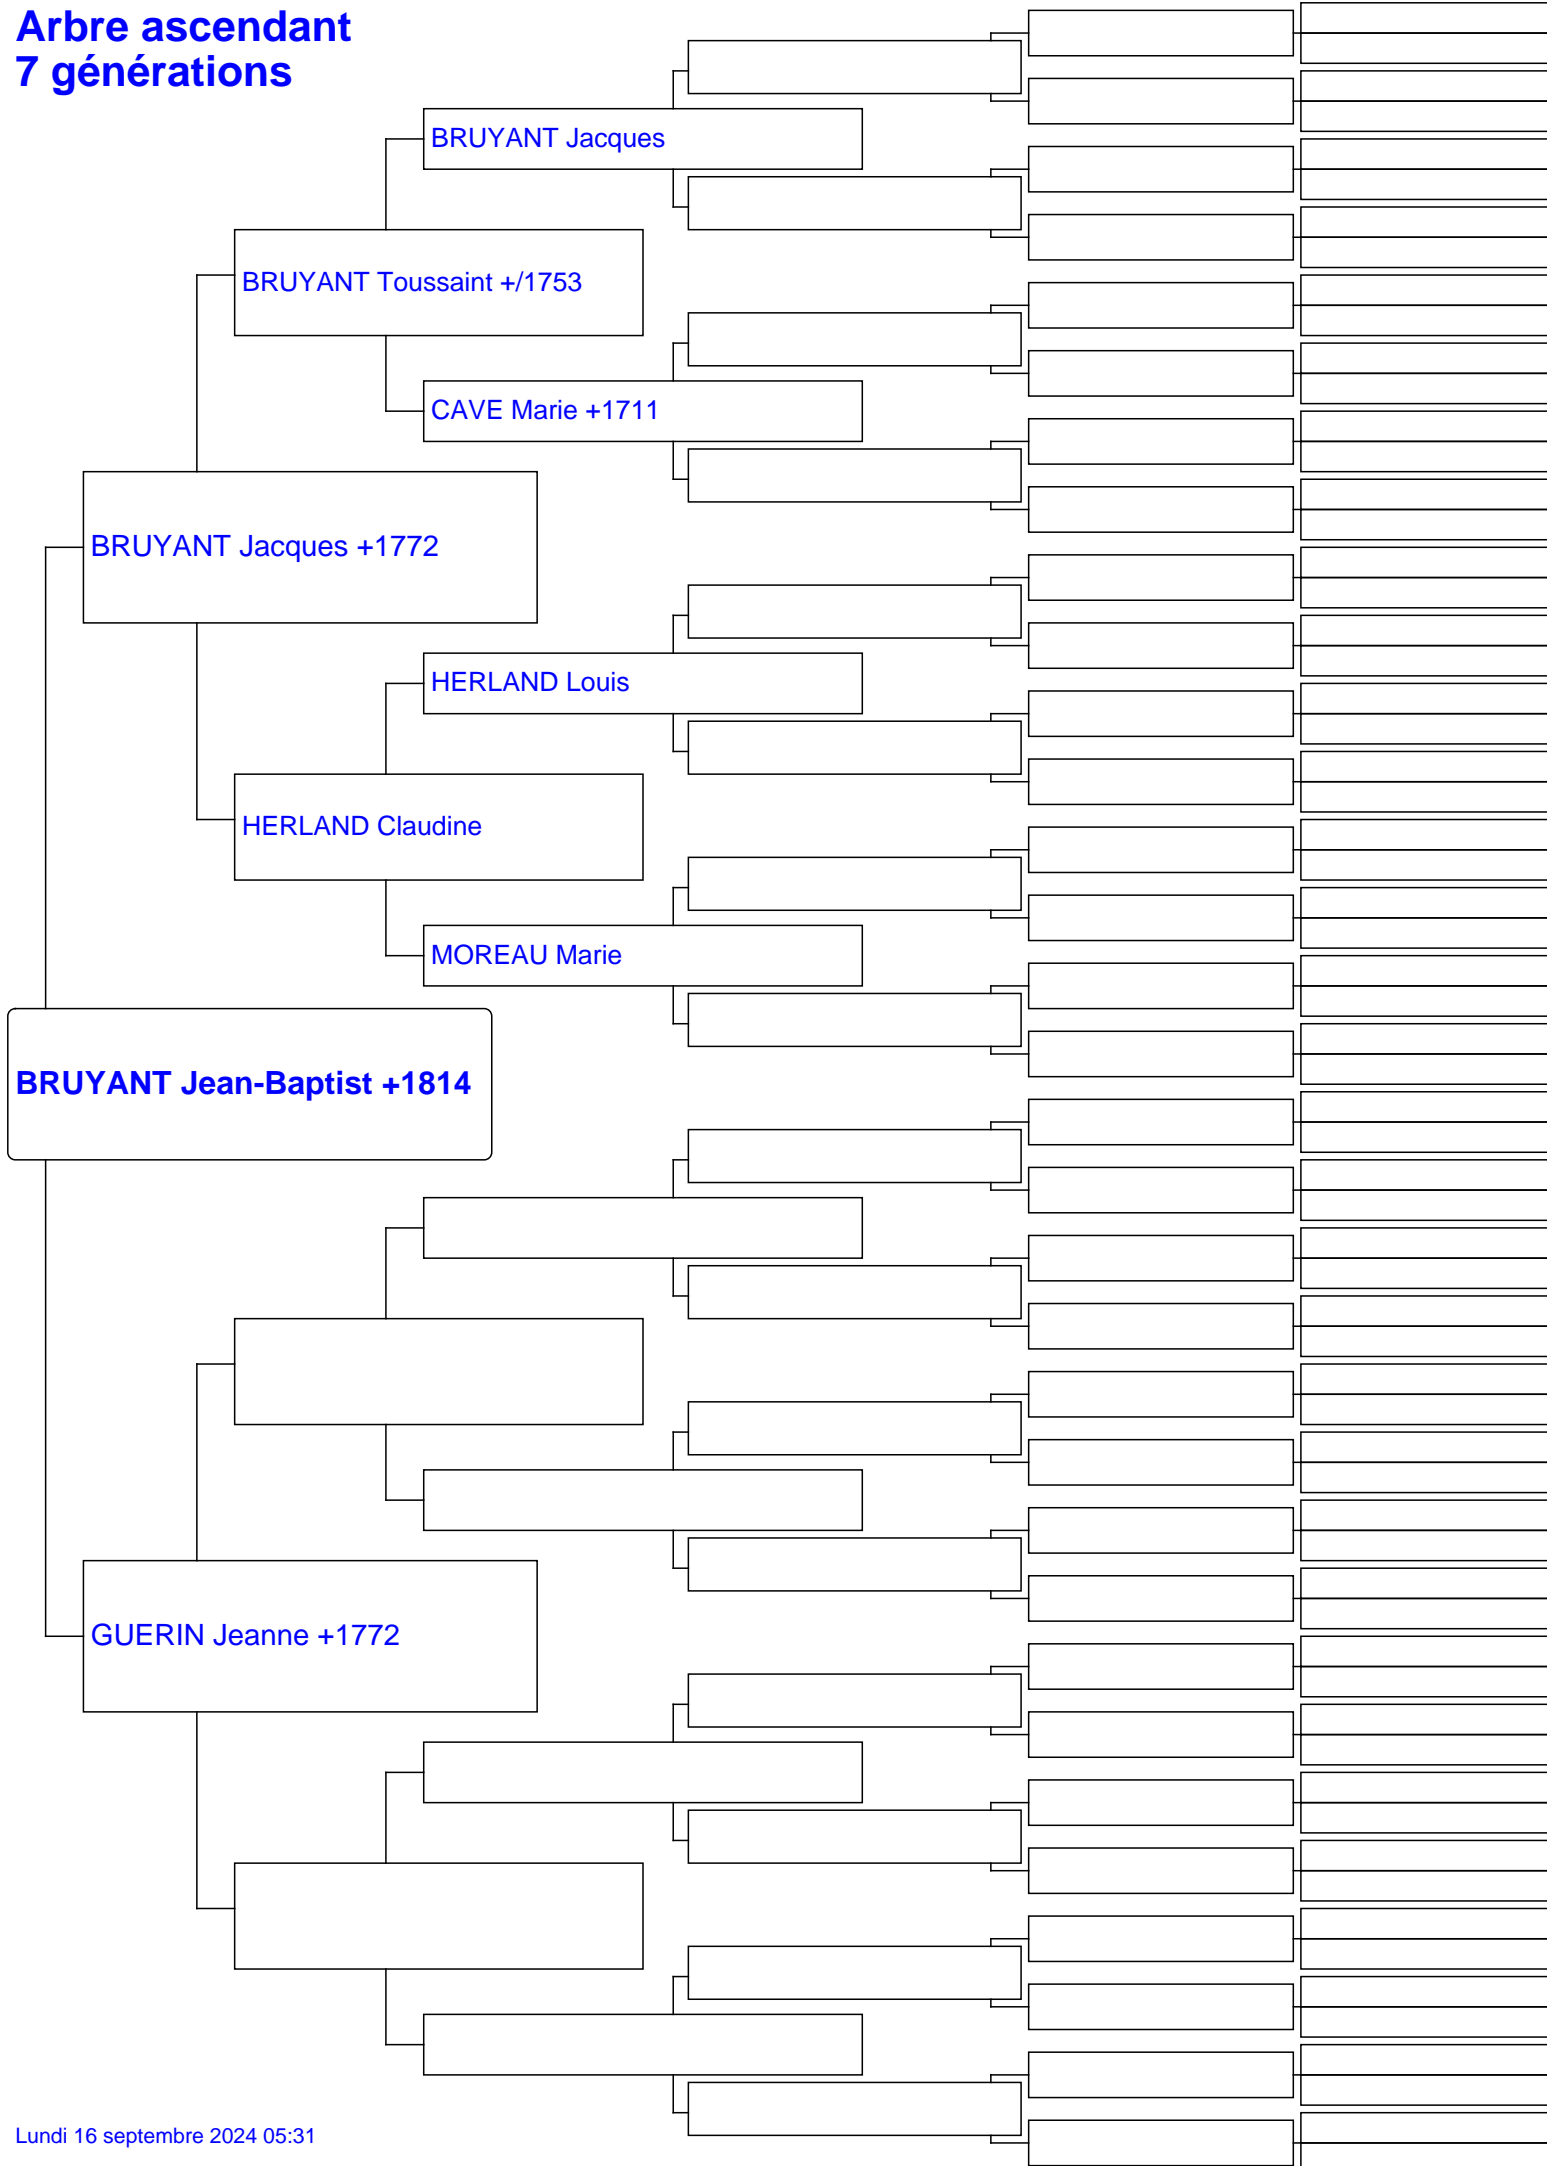 Arbre ascendant
7 générations
BRUYANT Jacques
BRUYANT Toussaint +/1753
CAVE Marie +1711
BRUYANT Jacques +1772
HERLAND Louis
HERLAND Claudine
MOREAU Marie
BRUYANT Jean-Baptist +1814
GUERIN Jeanne +1772
Lundi 16 septembre 2024 05:31